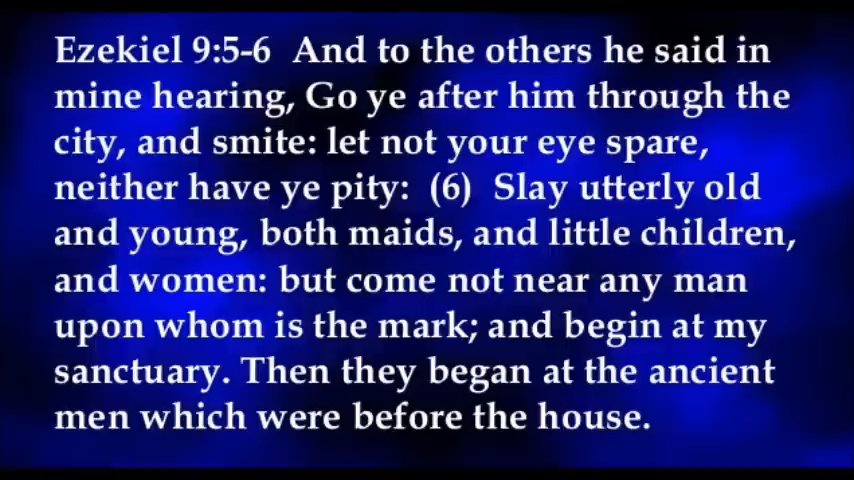 Ezekiel 9:5-6  And to the others he said in
mine hearing, Go ye after him through the
city, and smite: let not your eye spare,
neither have ye pity:  (6)  Slay utterly old
and young, both maids, and little children,
and women: but come not near any man
upon whom is the mark; and begin at my
sanctuary. Then they began at the ancient
men which were before the house.